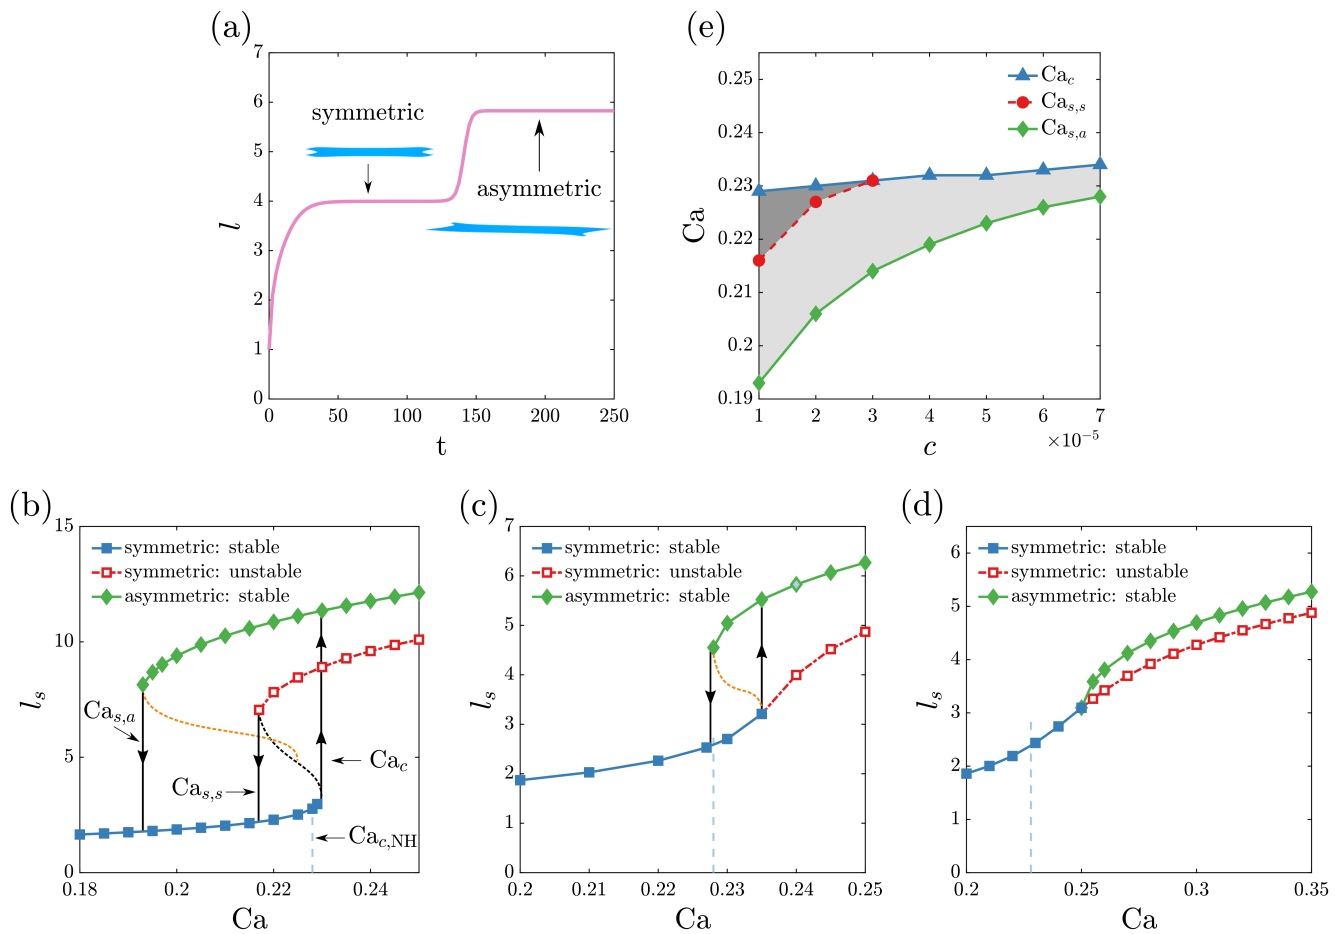 (a)
7
6
5
4
3
2
1
0
l
symmetric
asymmetric
0 50 100 150 200 250
t
(e)
0.25
0.24
0.23
0.22
0.21
0.2
0.19
Ca
Ca_c
Ca_{s,s}
Ca_{s,a}
1 2 3 4 5 6 7
×10⁻⁵
c
(b)
15
10
5
0
l_s
symmetric: stable
symmetric: unstable
asymmetric: stable
Ca_{s,a}
Ca_{s,s}
Ca_c
Ca_{c,NH}
0.18 0.2 0.22 0.24
Ca
(c)
7
6
5
4
3
2
1
0
l_s
symmetric: stable
symmetric: unstable
asymmetric: stable
0.2 0.21 0.22 0.23 0.24 0.25
Ca
(d)
6
5
4
3
2
1
0
l_s
symmetric: stable
symmetric: unstable
asymmetric: stable
0.2 0.25 0.3 0.35
Ca